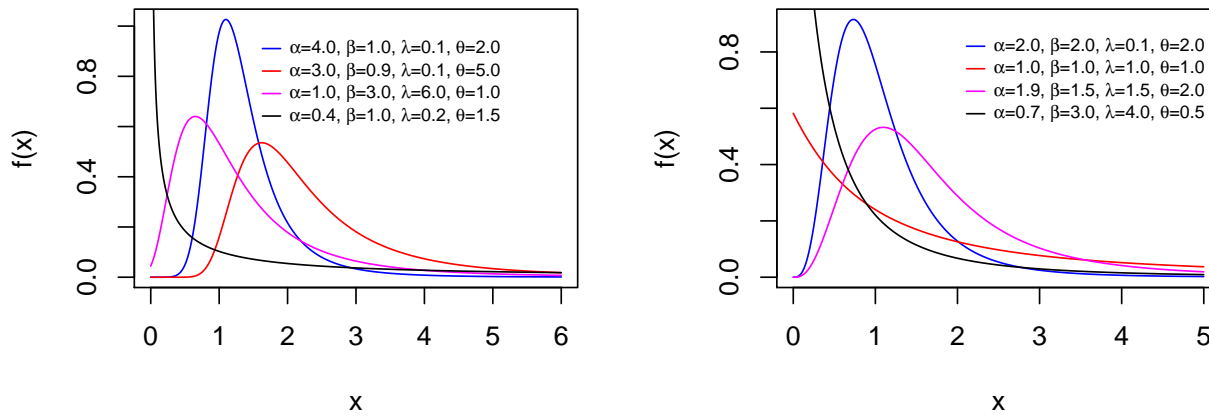 f(x)
0.0 0.4 0.8
α=4.0, β=1.0, λ=0.1, θ=2.0
α=3.0, β=0.9, λ=0.1, θ=5.0
α=1.0, β=3.0, λ=6.0, θ=1.0
α=0.4, β=1.0, λ=0.2, θ=1.5
0 1 2 3 4 5 6
x
f(x)
0.0 0.4 0.8
α=2.0, β=2.0, λ=0.1, θ=2.0
α=1.0, β=1.0, λ=1.0, θ=1.0
α=1.9, β=1.5, λ=1.5, θ=2.0
α=0.7, β=3.0, λ=4.0, θ=0.5
0 1 2 3 4 5
x